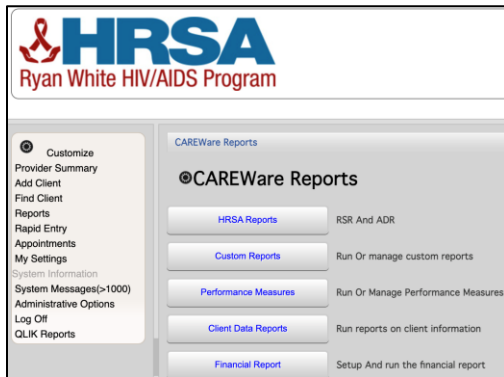 HRSA
Ryan White HIV/AIDS Program
Customize
Provider Summary
Add Client
Find Client
Reports
Rapid Entry
Appointments
My Settings
System Information
System Messages(>1000)
Administrative Options
Log Off
QLIK Reports
CAREWare Reports
CAREWare Reports
HRSA Reports RSR And ADR
Custom Reports Run Or manage custom reports
Performance Measures Run Or Manage Performance Measures
Client Data Reports Run reports on client information
Financial Report Setup And run the financial report